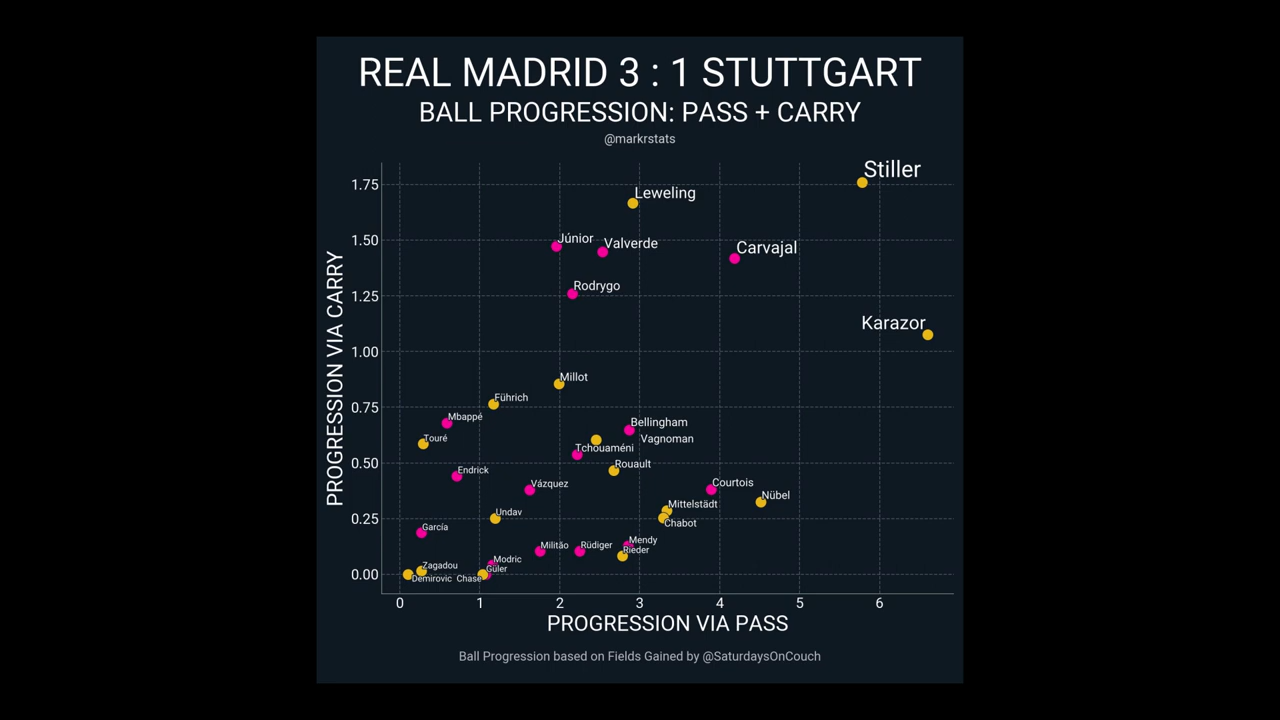 REAL MADRID 3 : 1 STUTTGART
BALL PROGRESSION: PASS + CARRY
@markrstats
PROGRESSION VIA CARRY
1.75
1.50
1.25
1.00
0.75
0.50
0.25
0.00
Stiller
Leweling
Júnior
Valverde
Carvajal
Rodrygo
Karazor
Millot
Führich
Mbappé
Bellingham
Touré
Vagnoman
Tchouaméni
Rouault
Endrick
Vázquez
Courtois
Nübel
Mittelstädt
Undav
Chabot
García
Mendy
Militão
Rüdiger
Rieder
Modric
Zagadou
Güler
Demirovic
Chase
0 1 2 3 4 5 6
PROGRESSION VIA PASS
Ball Progression based on Fields Gained by @SaturdaysOnCouch